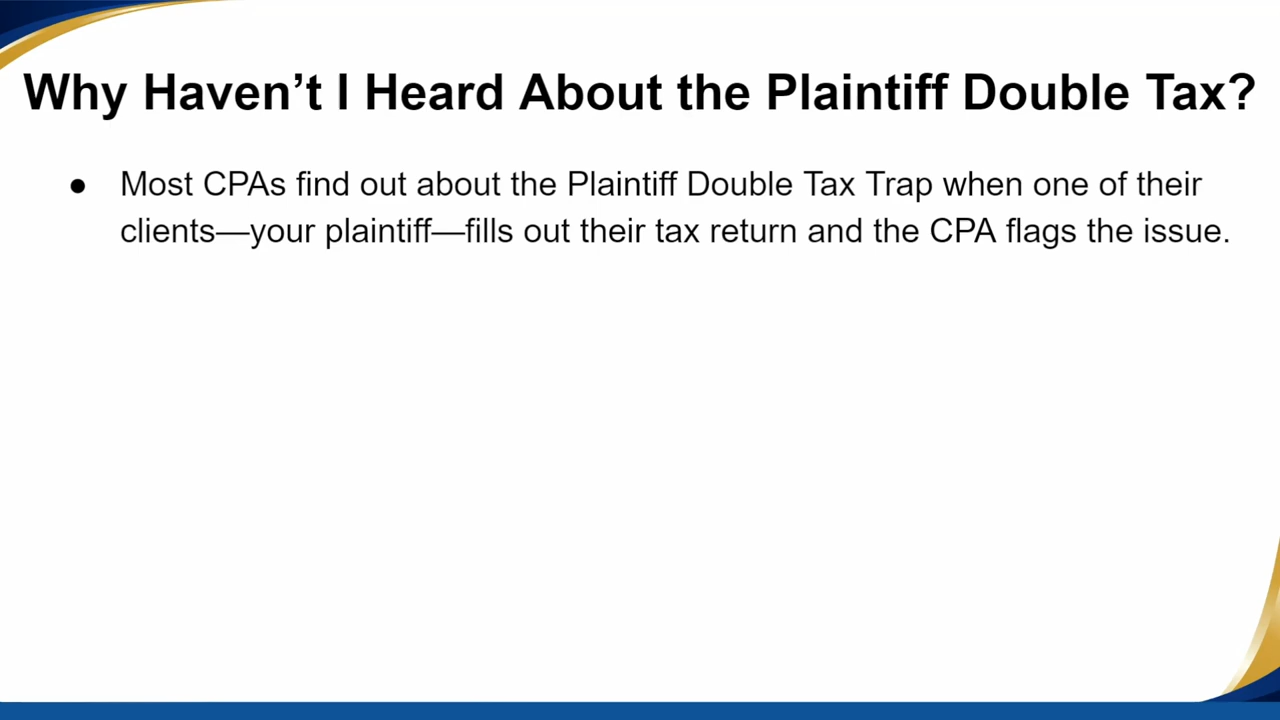 Why Haven’t I Heard About the Plaintiff Double Tax?
● Most CPAs find out about the Plaintiff Double Tax Trap when one of their
clients—your plaintiff—fills out their tax return and the CPA flags the issue.